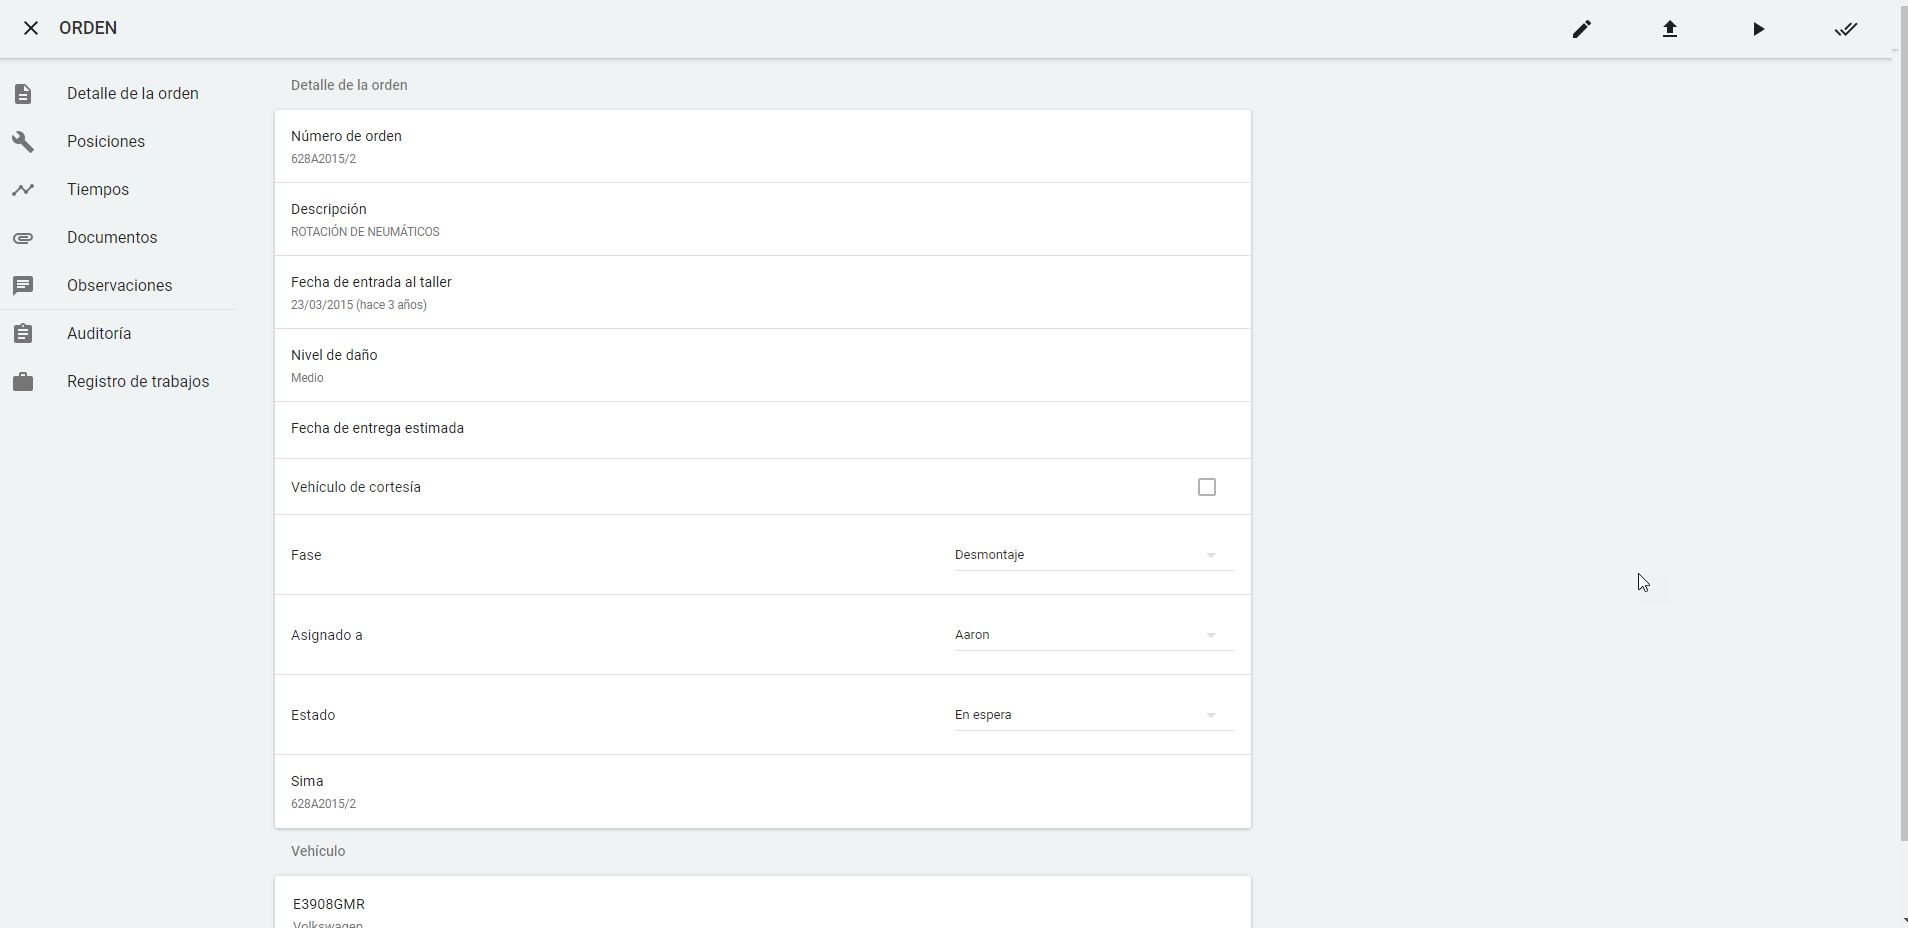 ORDEN
Detalle de la orden
Posiciones
Tiempos
Documentos
Observaciones
Auditoría
Registro de trabajos
Detalle de la orden
Número de orden
628A2015/2
Descripción
ROTACIÓN DE NEUMÁTICOS
Fecha de entrada al taller
23/03/2015 (hace 3 años)
Nivel de daño
Medio
Fecha de entrega estimada
Vehículo de cortesía
Fase
Desmontaje
Asignado a
Aaron
Estado
En espera
Sima
628A2015/2
Vehículo
E3908GMR
Volkswagen